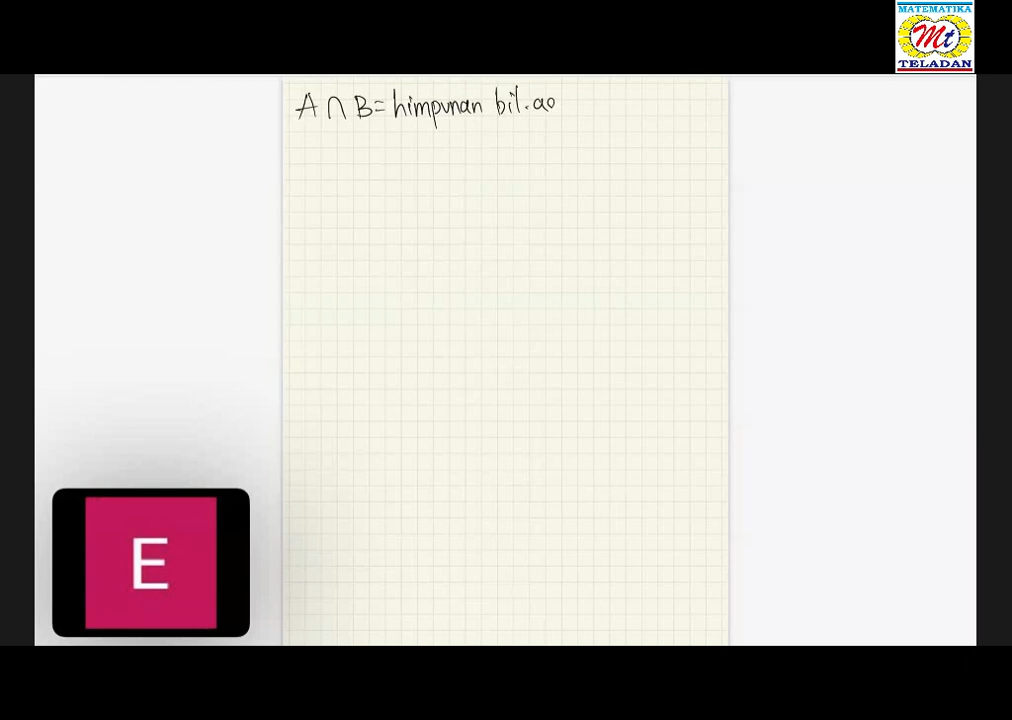 MATEMATIKA
Mt
TELADAN
A ∩ B = himpunan bil. ao
E